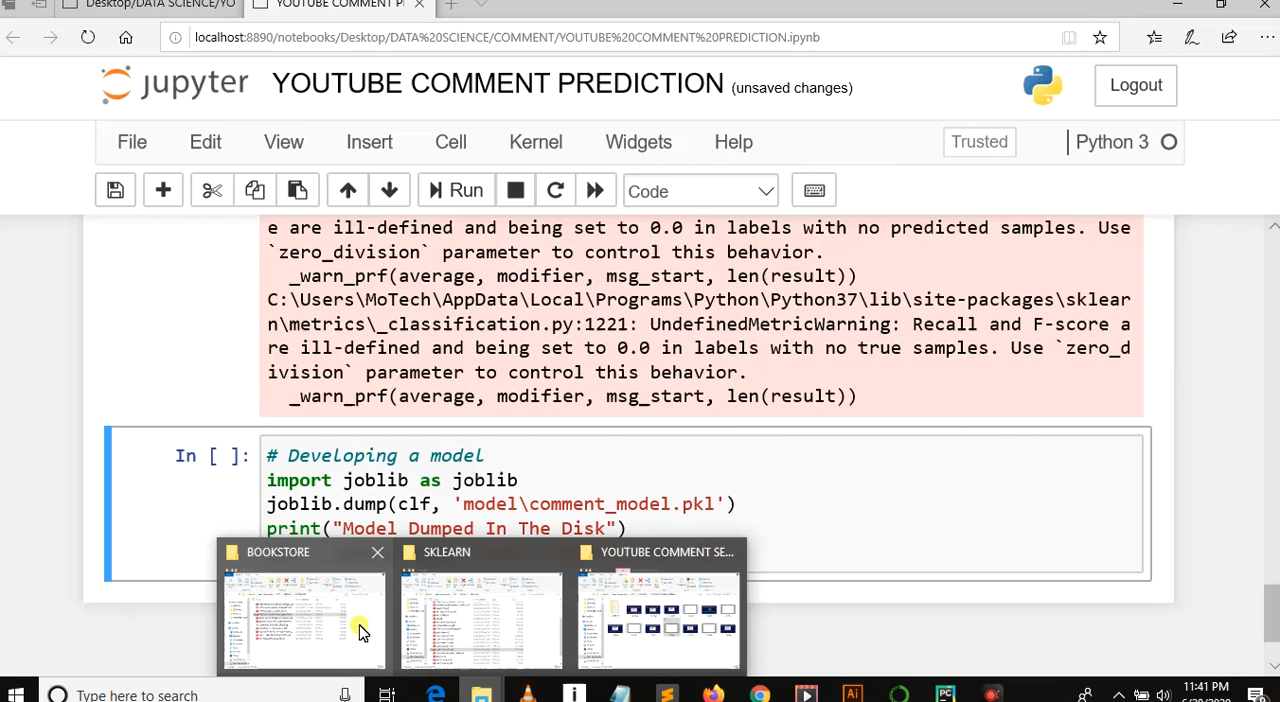 Desktop/DATA SCIENCE/YO
YOUTUBE COMMENT P
localhost:8890/notebooks/Desktop/DATA%20SCIENCE/COMMENT/YOUTUBE%20COMMENT%20PREDICTION.ipynb
jupyter YOUTUBE COMMENT PREDICTION (unsaved changes) Logout
File Edit View Insert Cell Kernel Widgets Help Trusted Python 3
Run Code
e are ill-defined and being set to 0.0 in labels with no predicted samples. Use
`zero_division` parameter to control this behavior.
_warn_prf(average, modifier, msg_start, len(result))
C:\Users\MoTech\AppData\Local\Programs\Python\Python37\lib\site-packages\sklear
n\metrics\_classification.py:1221: UndefinedMetricWarning: Recall and F-score a
re ill-defined and being set to 0.0 in labels with no true samples. Use `zero_d
ivision` parameter to control this behavior.
_warn_prf(average, modifier, msg_start, len(result))
In [ ]: # Developing a model
import joblib as joblib
joblib.dump(clf, 'model\comment_model.pkl')
print("Model Dumped In The Disk")
BOOKSTORE SKLEARN YOUTUBE COMMENT SE...
Type here to search
11:41 PM